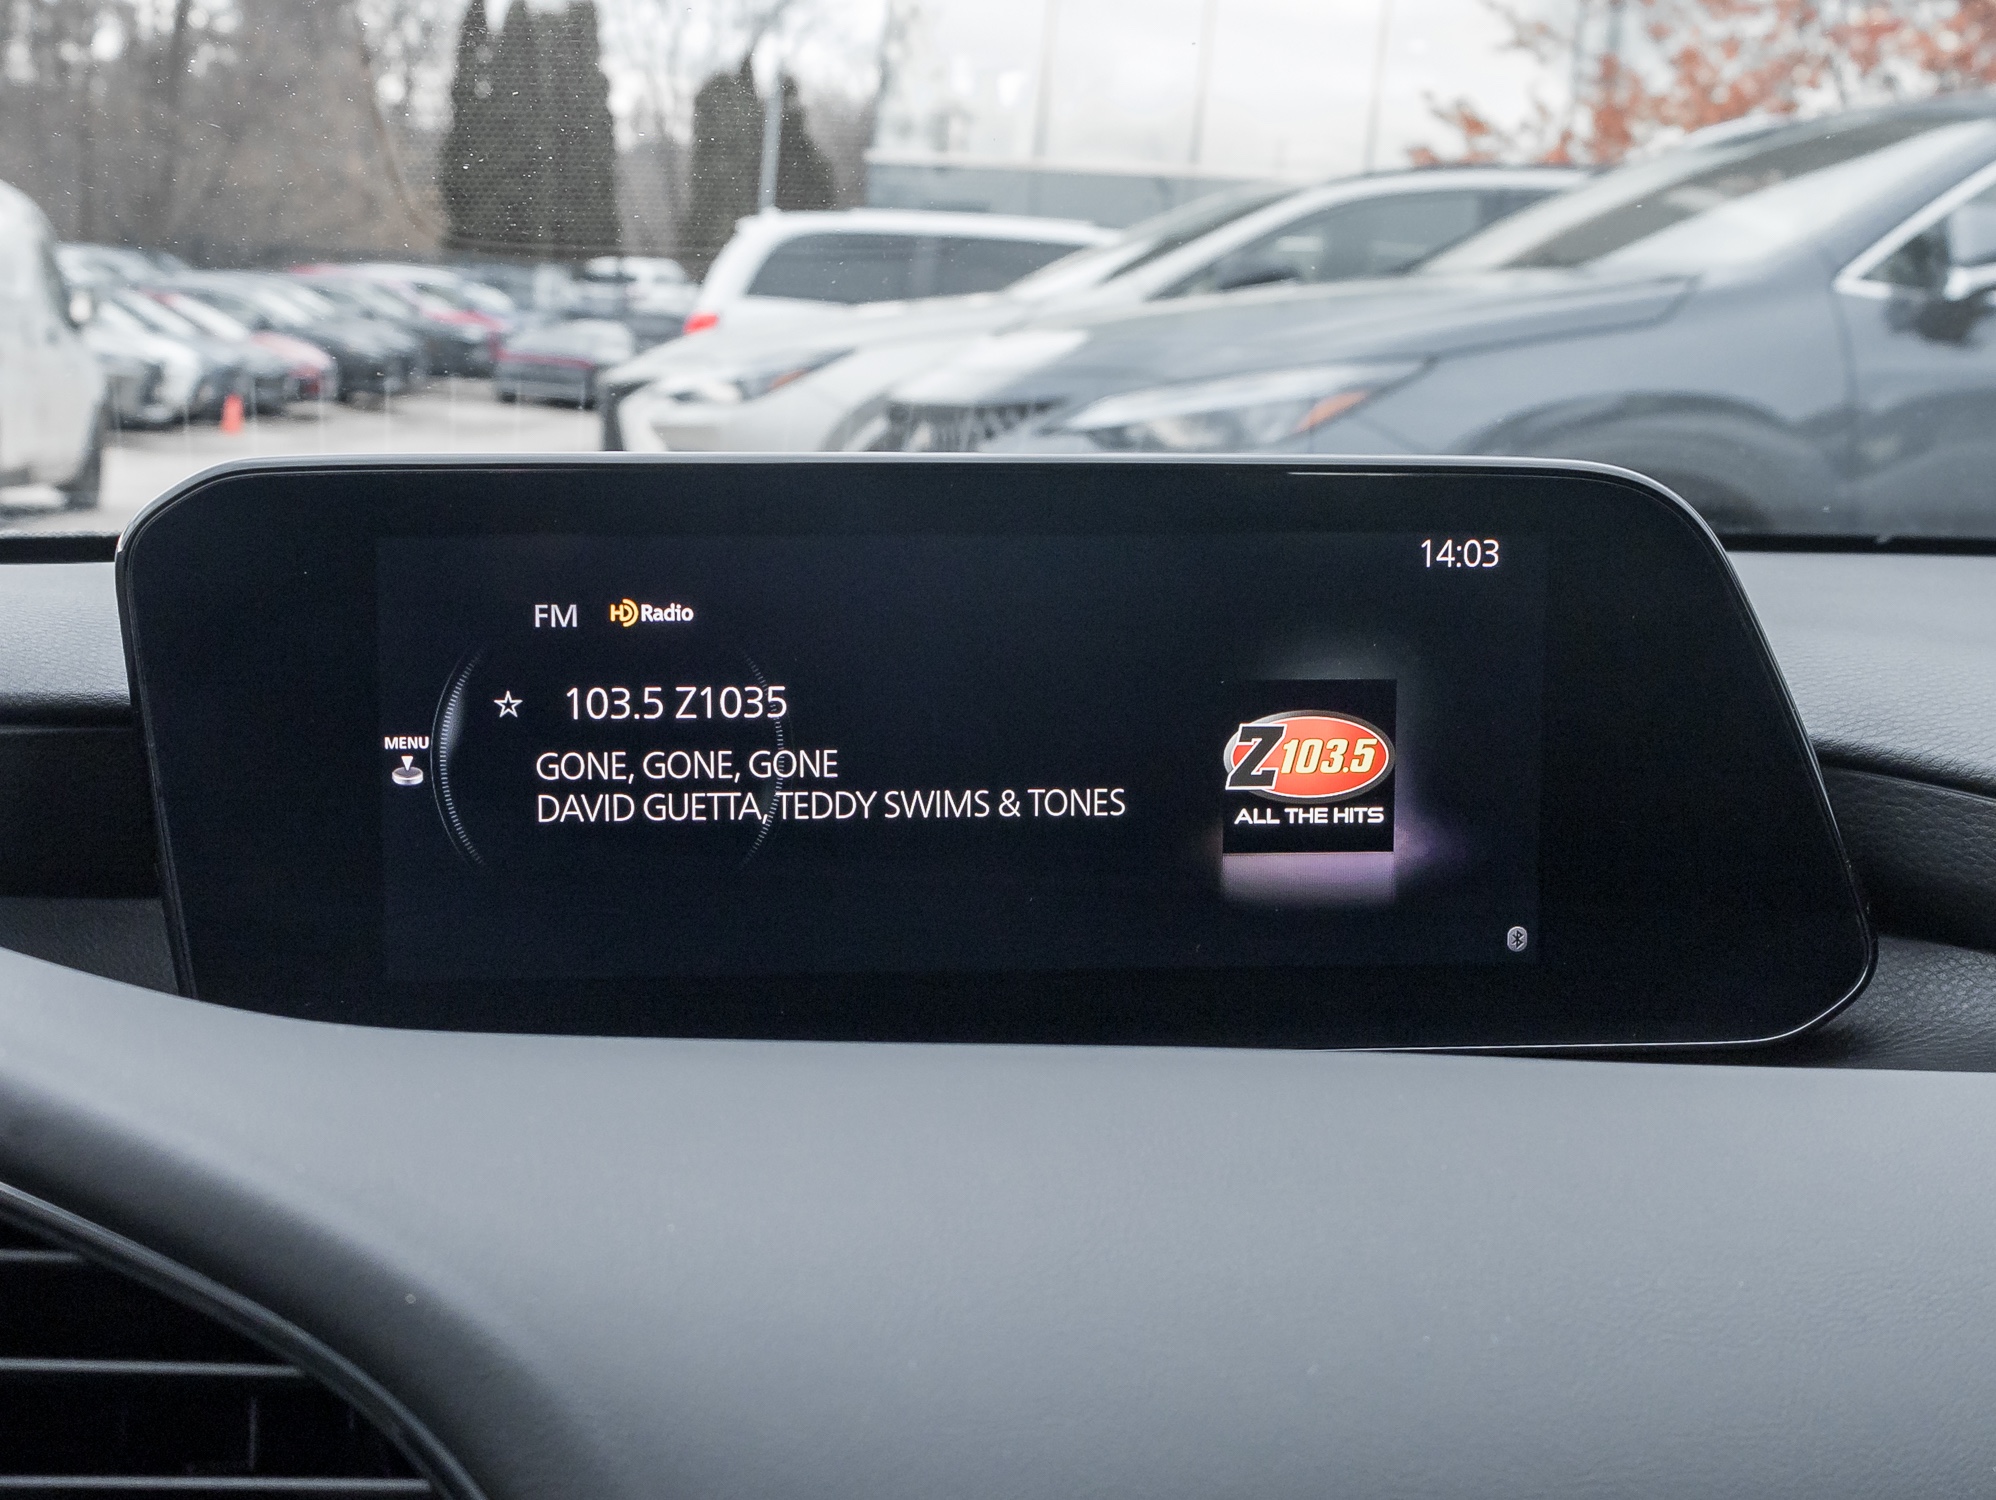 14:03
FM HD Radio
103.5 Z1035
MENU
GONE, GONE, GONE
DAVID GUETTA, TEDDY SWIMS & TONES
Z103.5
ALL THE HITS